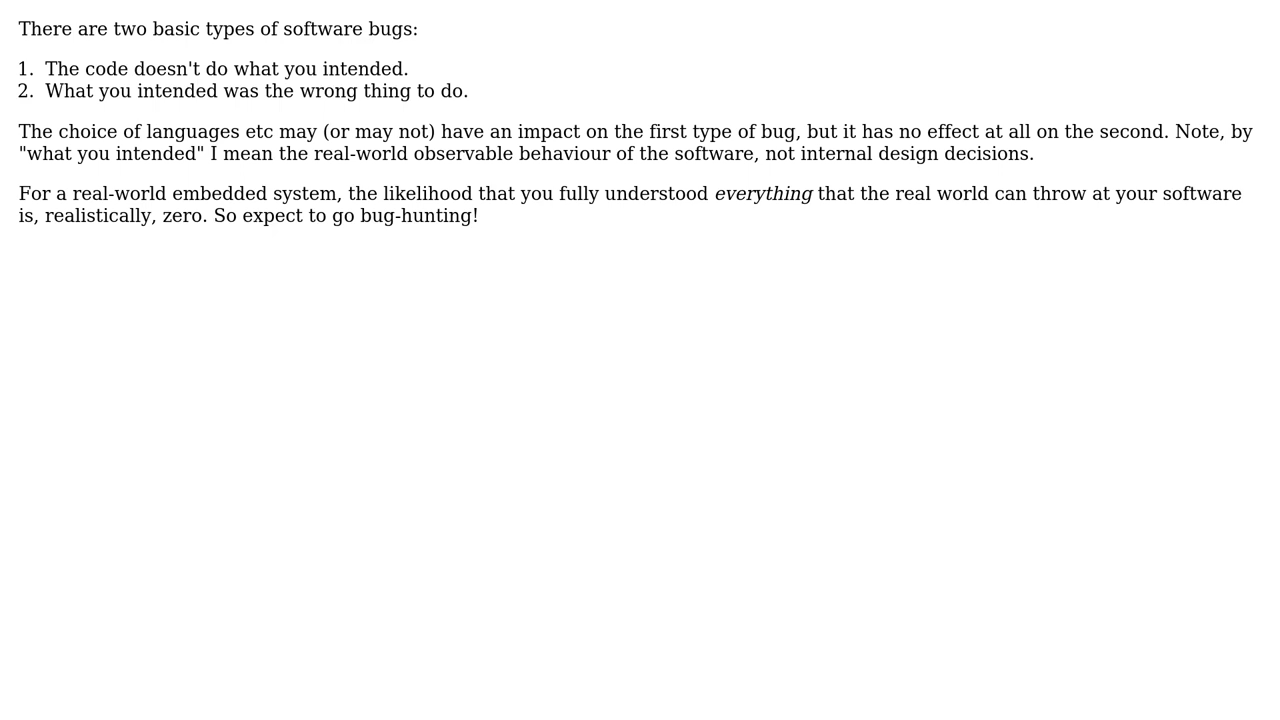 There are two basic types of software bugs:
1. The code doesn't do what you intended.
2. What you intended was the wrong thing to do.
The choice of languages etc may (or may not) have an impact on the first type of bug, but it has no effect at all on the second. Note, by
"what you intended" I mean the real-world observable behaviour of the software, not internal design decisions.
For a real-world embedded system, the likelihood that you fully understood everything that the real world can throw at your software
is, realistically, zero. So expect to go bug-hunting!